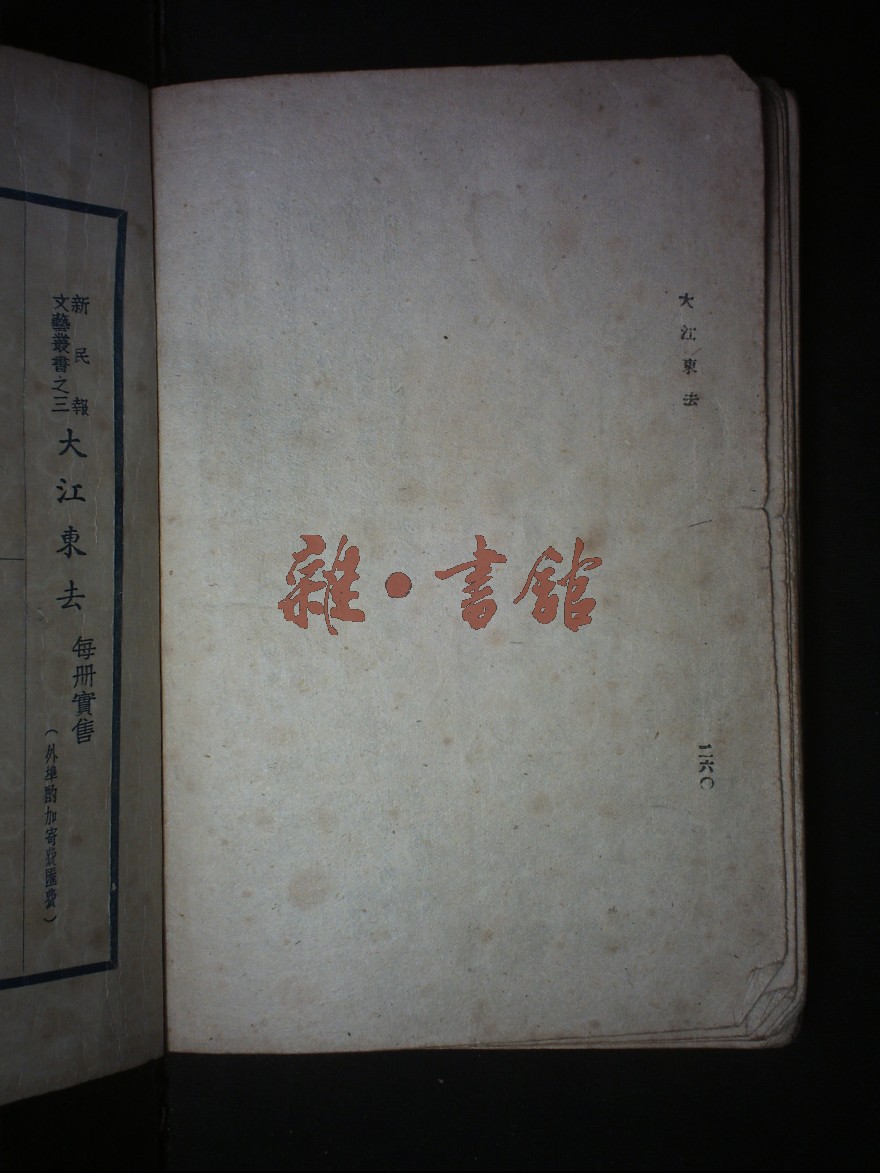 大江東去
二六〇
雜·書館
新民報
文藝叢書之三
大江東去
每冊實售
（外埠酌加寄費匯費）